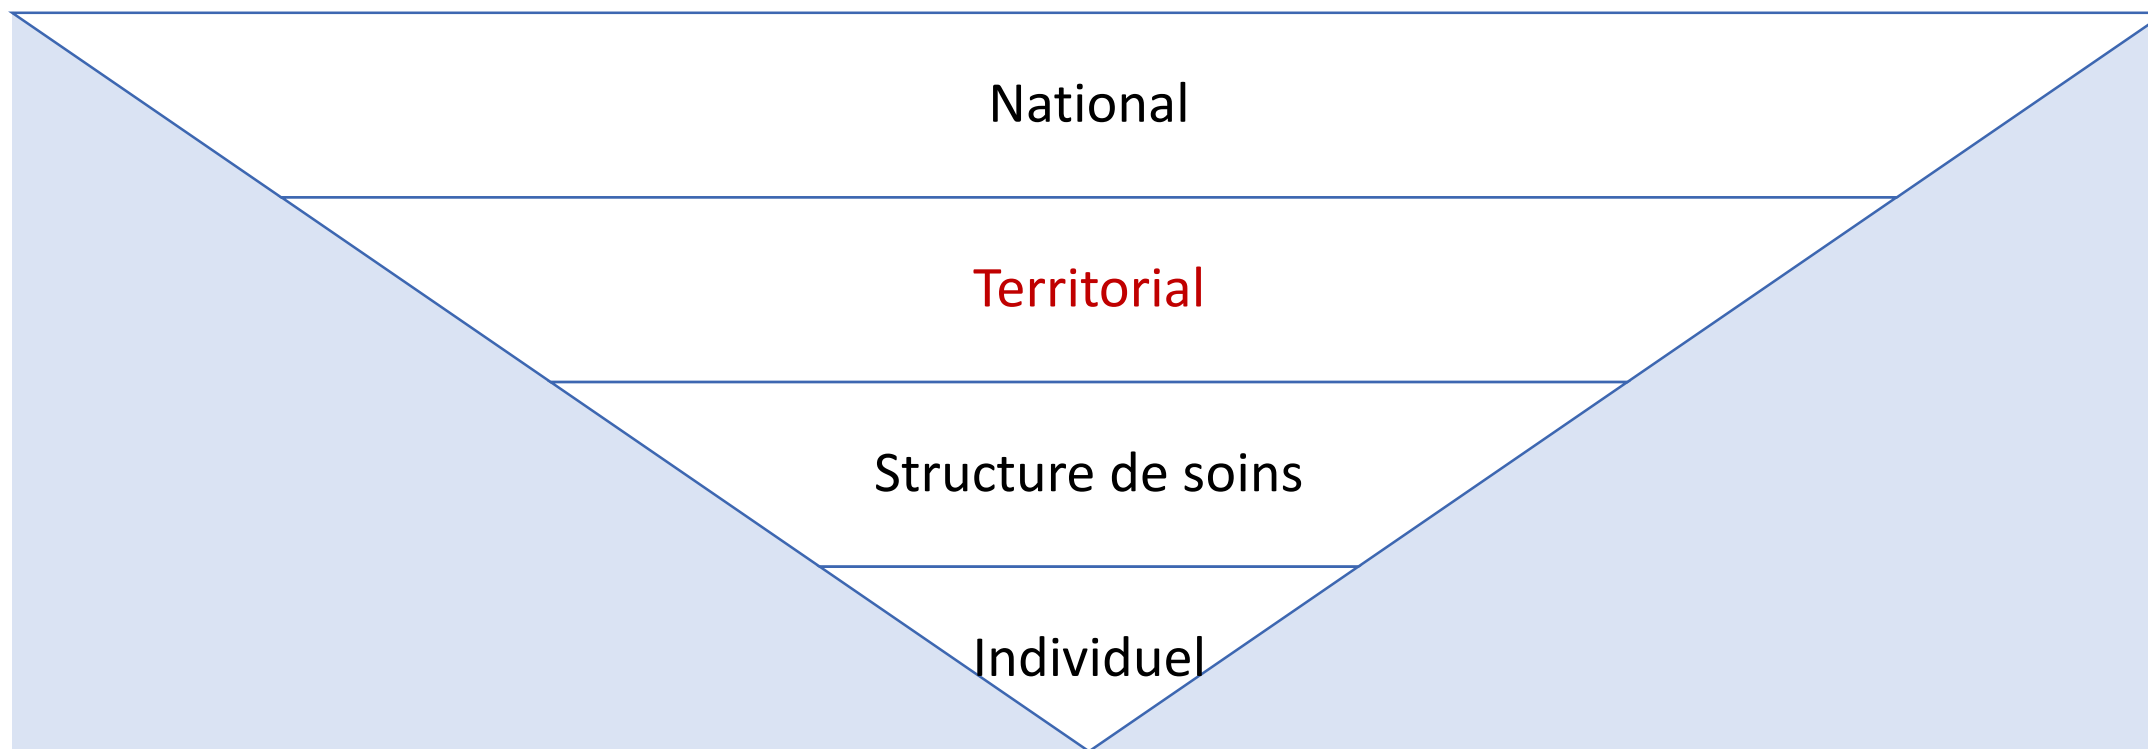 National
Territorial
Structure de soins
Individuel